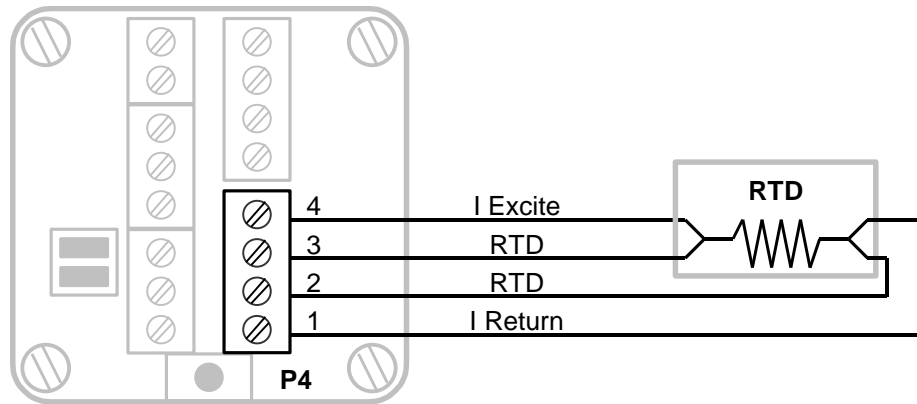 RTD
4 I Excite
3 RTD
2 RTD
1 I Return
P4